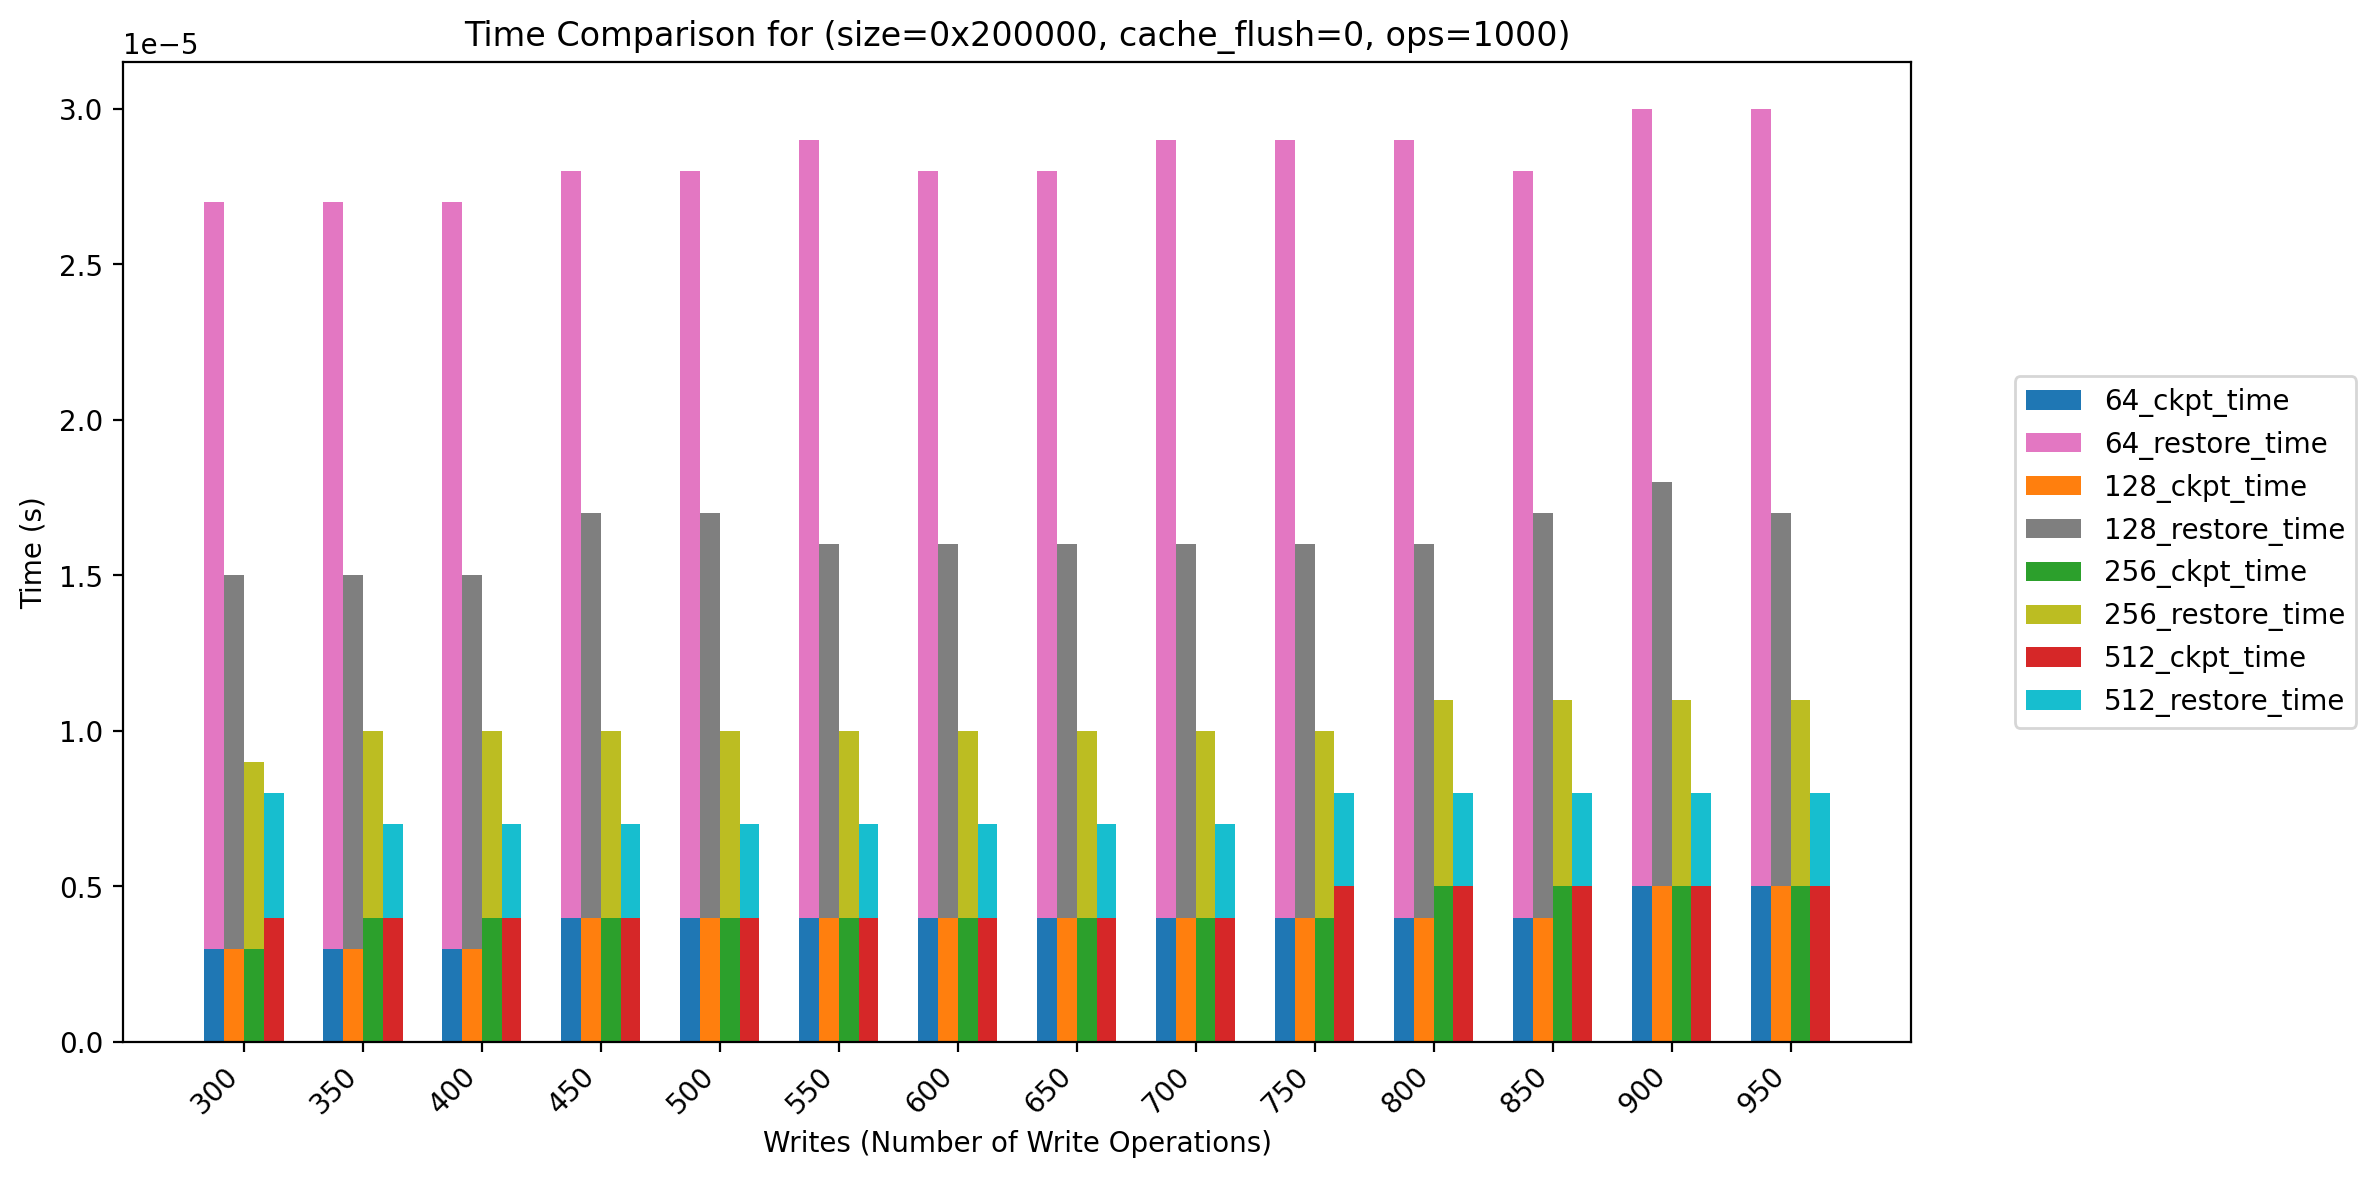 Time Comparison for (size=0x200000, cache_flush=0, ops=1000)
1e−5
3.0
2.5
2.0
1.5
1.0
0.5
0.0
Time (s)
300 350 400 450 500 550 600 650 700 750 800 850 900 950
Writes (Number of Write Operations)
64_ckpt_time
64_restore_time
128_ckpt_time
128_restore_time
256_ckpt_time
256_restore_time
512_ckpt_time
512_restore_time